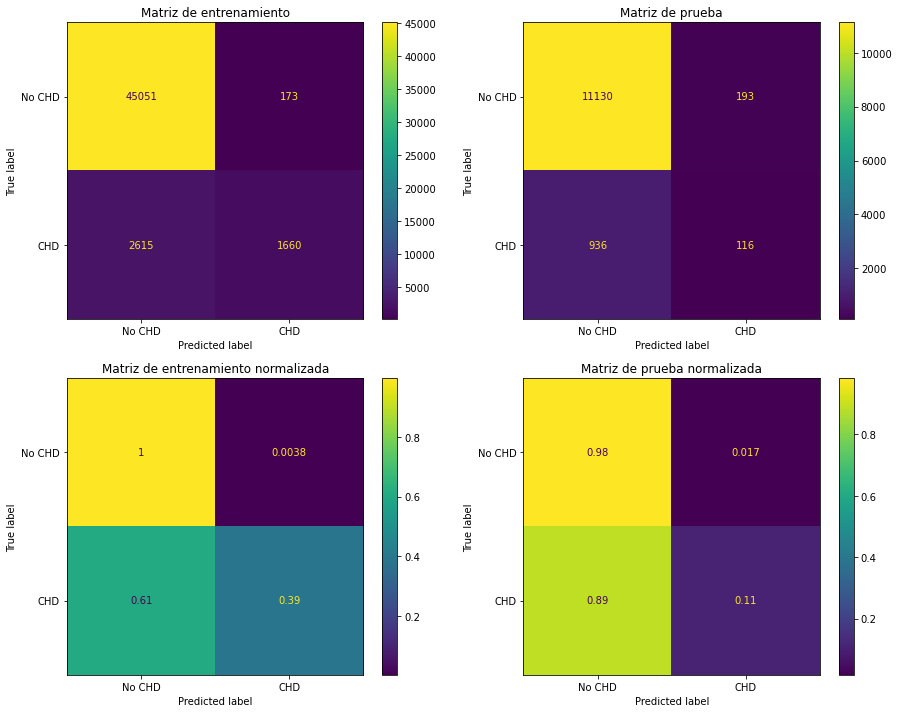 Matriz de entrenamiento
No CHD
CHD
True label
45051
173
2615
1660
No CHD
CHD
Predicted label
45000
40000
35000
30000
25000
20000
15000
10000
5000
Matriz de prueba
No CHD
CHD
True label
11130
193
936
116
No CHD
CHD
Predicted label
10000
8000
6000
4000
2000
Matriz de entrenamiento normalizada
No CHD
CHD
True label
1
0.0038
0.61
0.39
No CHD
CHD
Predicted label
0.8
0.6
0.4
0.2
Matriz de prueba normalizada
No CHD
CHD
True label
0.98
0.017
0.89
0.11
No CHD
CHD
Predicted label
0.8
0.6
0.4
0.2